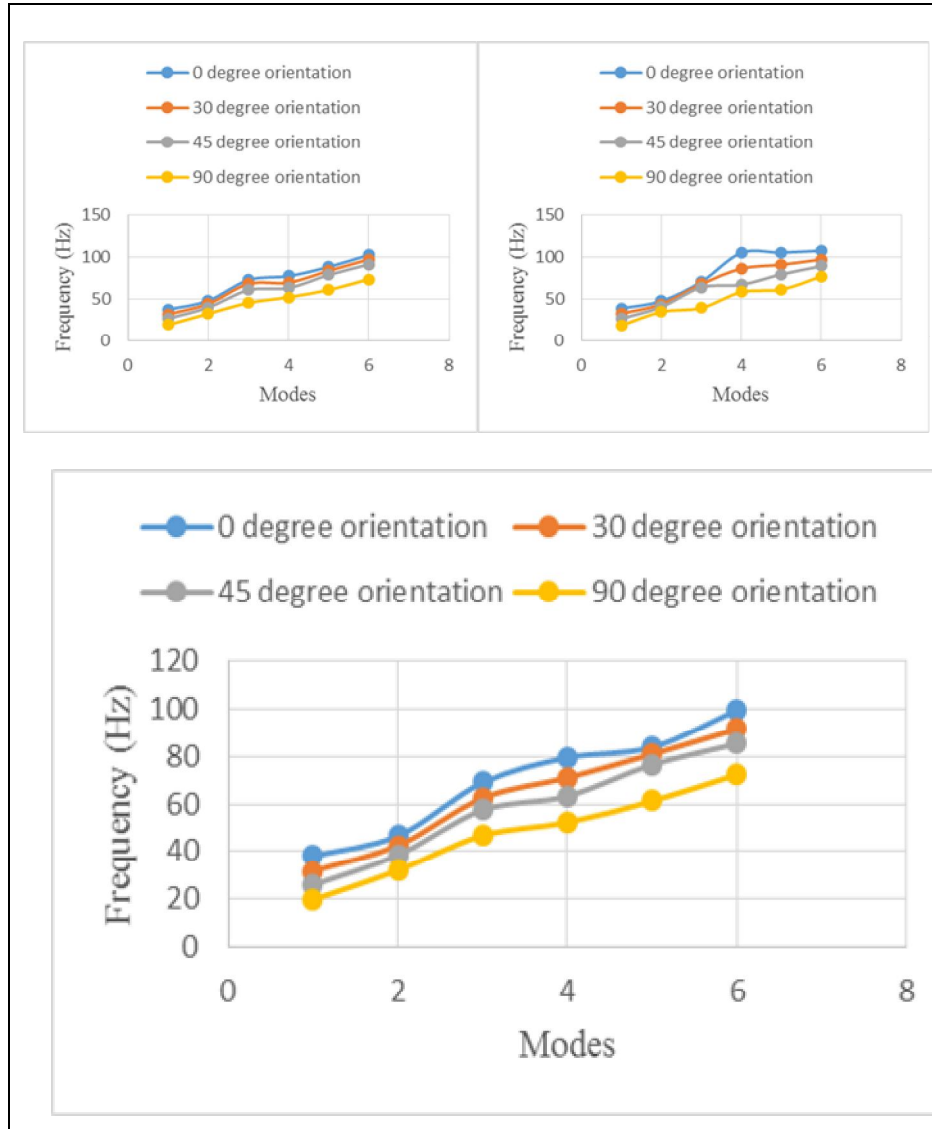 0 degree orientation
30 degree orientation
45 degree orientation
90 degree orientation
150
100
50
0
Frequency (Hz)
0 2 4 6 8
Modes
0 degree orientation
30 degree orientation
45 degree orientation
90 degree orientation
150
100
50
0
Frequency (Hz)
0 2 4 6 8
Modes
0 degree orientation 30 degree orientation
45 degree orientation 90 degree orientation
120
100
80
60
40
20
0
Frequency (Hz)
0 2 4 6 8
Modes